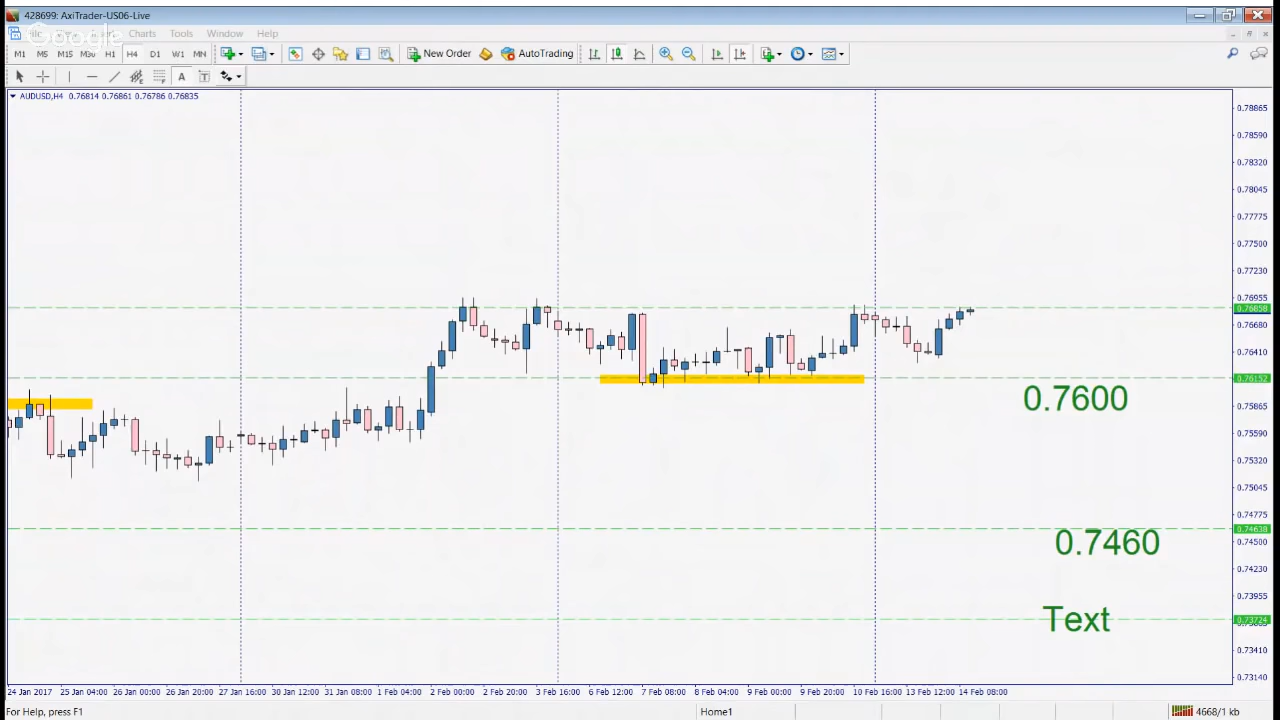 428699: AxiTrader-US06-Live
Google
Charts Tools Window Help
M1 M5 M15 M30 H1 H4 D1 W1 MN
New Order AutoTrading
A T
AUDUSD,H4 0.76814 0.76861 0.76786 0.76835
0.78865
0.78590
0.78320
0.78045
0.77775
0.77500
0.77230
0.76955
0.76858
0.76680
0.76410
0.76152
0.7600
0.75865
0.75590
0.75320
0.75045
0.74775
0.74638
0.7460
0.74500
0.74230
0.73955
Text
0.73724
0.73410
0.73140
24 Jan 2017 25 Jan 04:00 26 Jan 00:00 26 Jan 20:00 27 Jan 16:00 30 Jan 12:00 31 Jan 08:00 1 Feb 04:00 2 Feb 00:00 2 Feb 20:00 3 Feb 16:00 6 Feb 12:00 7 Feb 08:00 8 Feb 04:00 9 Feb 00:00 9 Feb 20:00 10 Feb 16:00 13 Feb 12:00 14 Feb 08:00
For Help, press F1 Home1 4668/1 kb